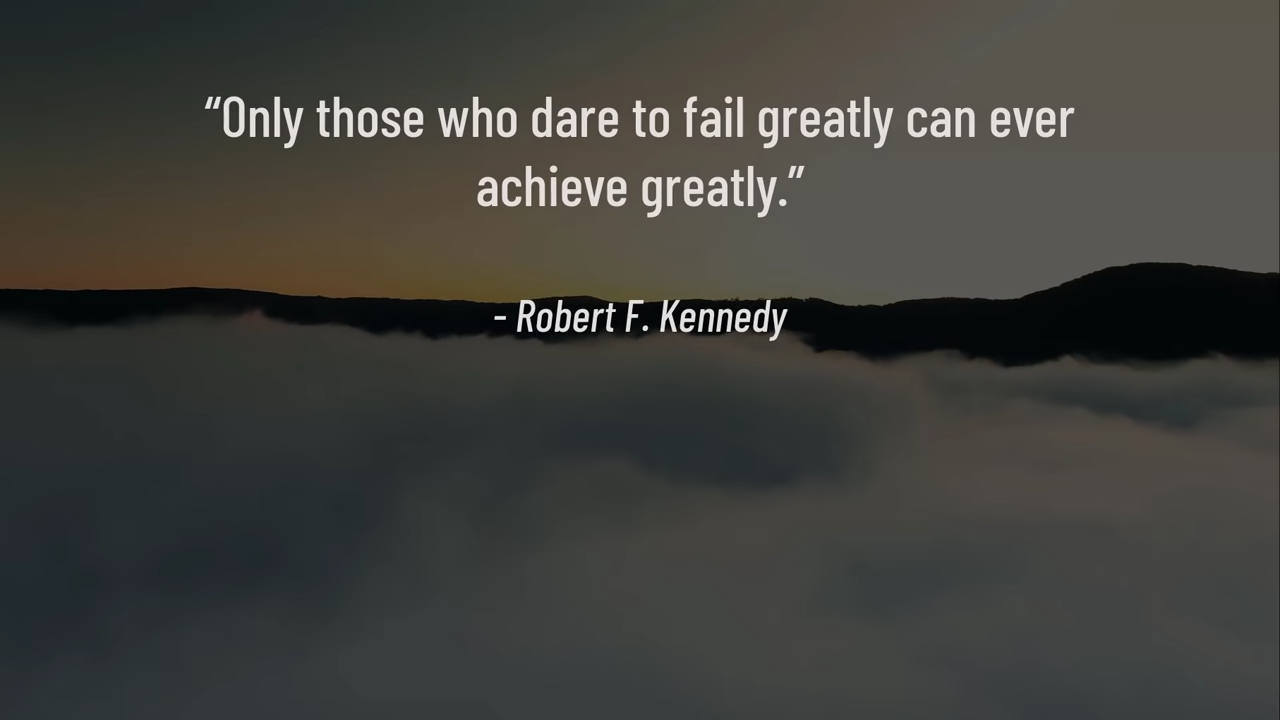 “Only those who dare to fail greatly can ever
achieve greatly.”
- Robert F. Kennedy